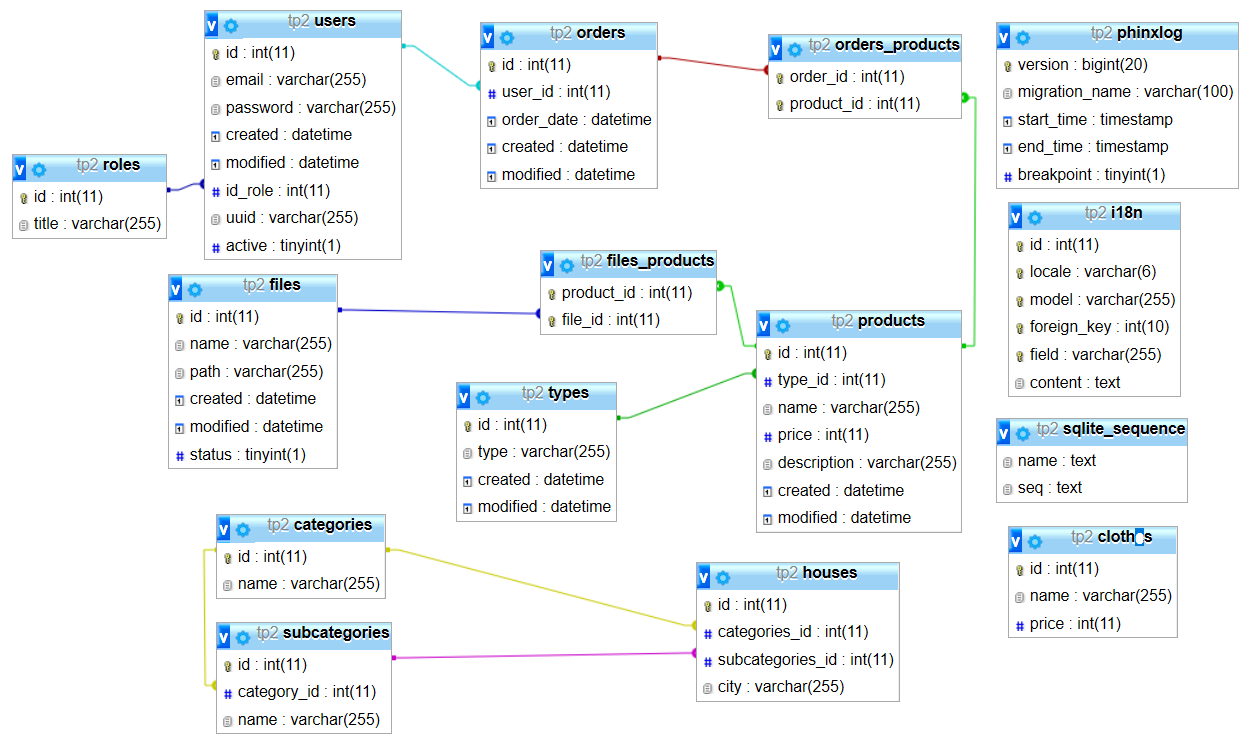 tp2 users
id : int(11)
email : varchar(255)
password : varchar(255)
created : datetime
modified : datetime
id_role : int(11)
uuid : varchar(255)
active : tinyint(1)
tp2 orders
id : int(11)
user_id : int(11)
order_date : datetime
created : datetime
modified : datetime
tp2 orders_products
order_id : int(11)
product_id : int(11)
tp2 phinxlog
version : bigint(20)
migration_name : varchar(100)
start_time : timestamp
end_time : timestamp
breakpoint : tinyint(1)
tp2 roles
id : int(11)
title : varchar(255)
tp2 i18n
id : int(11)
locale : varchar(6)
model : varchar(255)
foreign_key : int(10)
field : varchar(255)
content : text
tp2 files
id : int(11)
name : varchar(255)
path : varchar(255)
created : datetime
modified : datetime
status : tinyint(1)
tp2 files_products
product_id : int(11)
file_id : int(11)
tp2 products
id : int(11)
type_id : int(11)
name : varchar(255)
price : int(11)
description : varchar(255)
created : datetime
modified : datetime
tp2 types
id : int(11)
type : varchar(255)
created : datetime
modified : datetime
tp2 sqlite_sequence
name : text
seq : text
tp2 categories
id : int(11)
name : varchar(255)
tp2 subcategories
id : int(11)
category_id : int(11)
name : varchar(255)
tp2 houses
id : int(11)
categories_id : int(11)
subcategories_id : int(11)
city : varchar(255)
tp2 clothes
id : int(11)
name : varchar(255)
price : int(11)